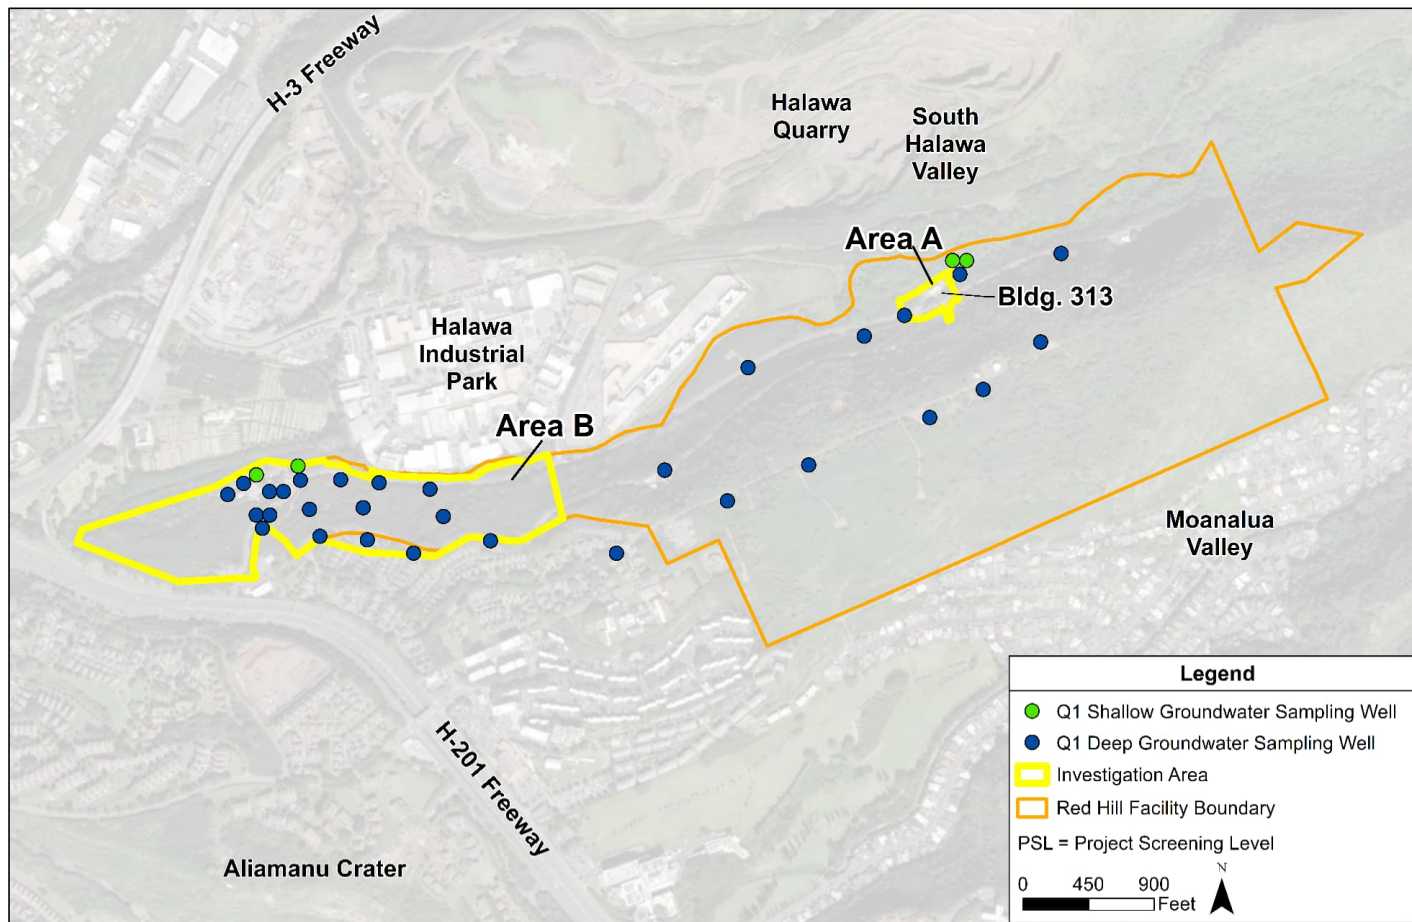 H-3 Freeway
Halawa
Quarry
South
Halawa
Valley
Area A
Bldg. 313
Halawa
Industrial
Park
Area B
Moanalua
Valley
H-201 Freeway
Aliamanu Crater
Legend
Q1 Shallow Groundwater Sampling Well
Q1 Deep Groundwater Sampling Well
Investigation Area
Red Hill Facility Boundary
PSL = Project Screening Level
N
0 450 900
Feet